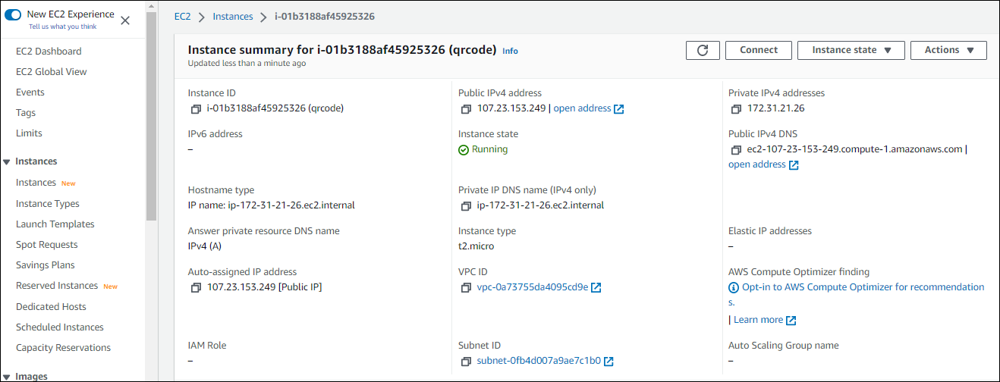 New EC2 Experience
Tell us what you think
EC2 Dashboard
EC2 Global View
Events
Tags
Limits
Instances
Instances New
Instance Types
Launch Templates
Spot Requests
Savings Plans
Reserved Instances New
Dedicated Hosts
Scheduled Instances
Capacity Reservations
Images
EC2 > Instances > i-01b3188af45925326
Instance summary for i-01b3188af45925326 (qrcode) Info
Updated less than a minute ago
Connect
Instance state
Actions
Instance ID
i-01b3188af45925326 (qrcode)
Public IPv4 address
107.23.153.249 | open address
Private IPv4 addresses
172.31.21.26
IPv6 address
–
Instance state
Running
Public IPv4 DNS
ec2-107-23-153-249.compute-1.amazonaws.com |
open address
Hostname type
IP name: ip-172-31-21-26.ec2.internal
Private IP DNS name (IPv4 only)
ip-172-31-21-26.ec2.internal
Answer private resource DNS name
IPv4 (A)
Instance type
t2.micro
Elastic IP addresses
–
Auto-assigned IP address
107.23.153.249 [Public IP]
VPC ID
vpc-0a73755da4095cd9e
AWS Compute Optimizer finding
Opt-in to AWS Compute Optimizer for recommendation
s.
| Learn more
IAM Role
–
Subnet ID
subnet-0fb4d007a9ae7c1b0
Auto Scaling Group name
–